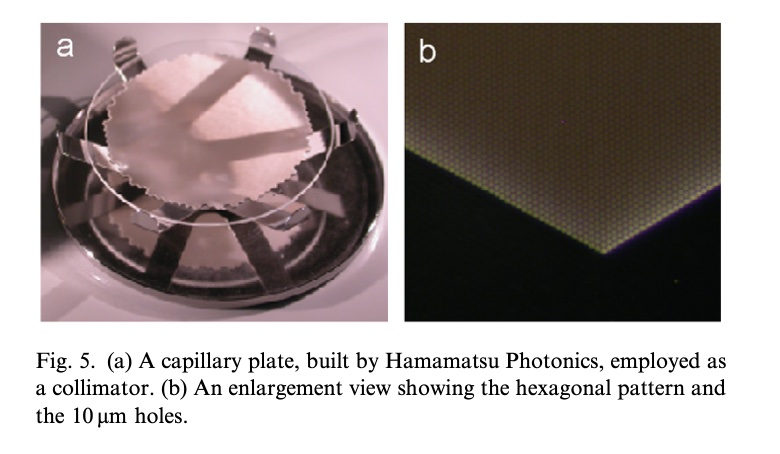 a
b
Fig. 5. (a) A capillary plate, built by Hamamatsu Photonics, employed as
a collimator. (b) An enlargement view showing the hexagonal pattern and
the 10 μm holes.